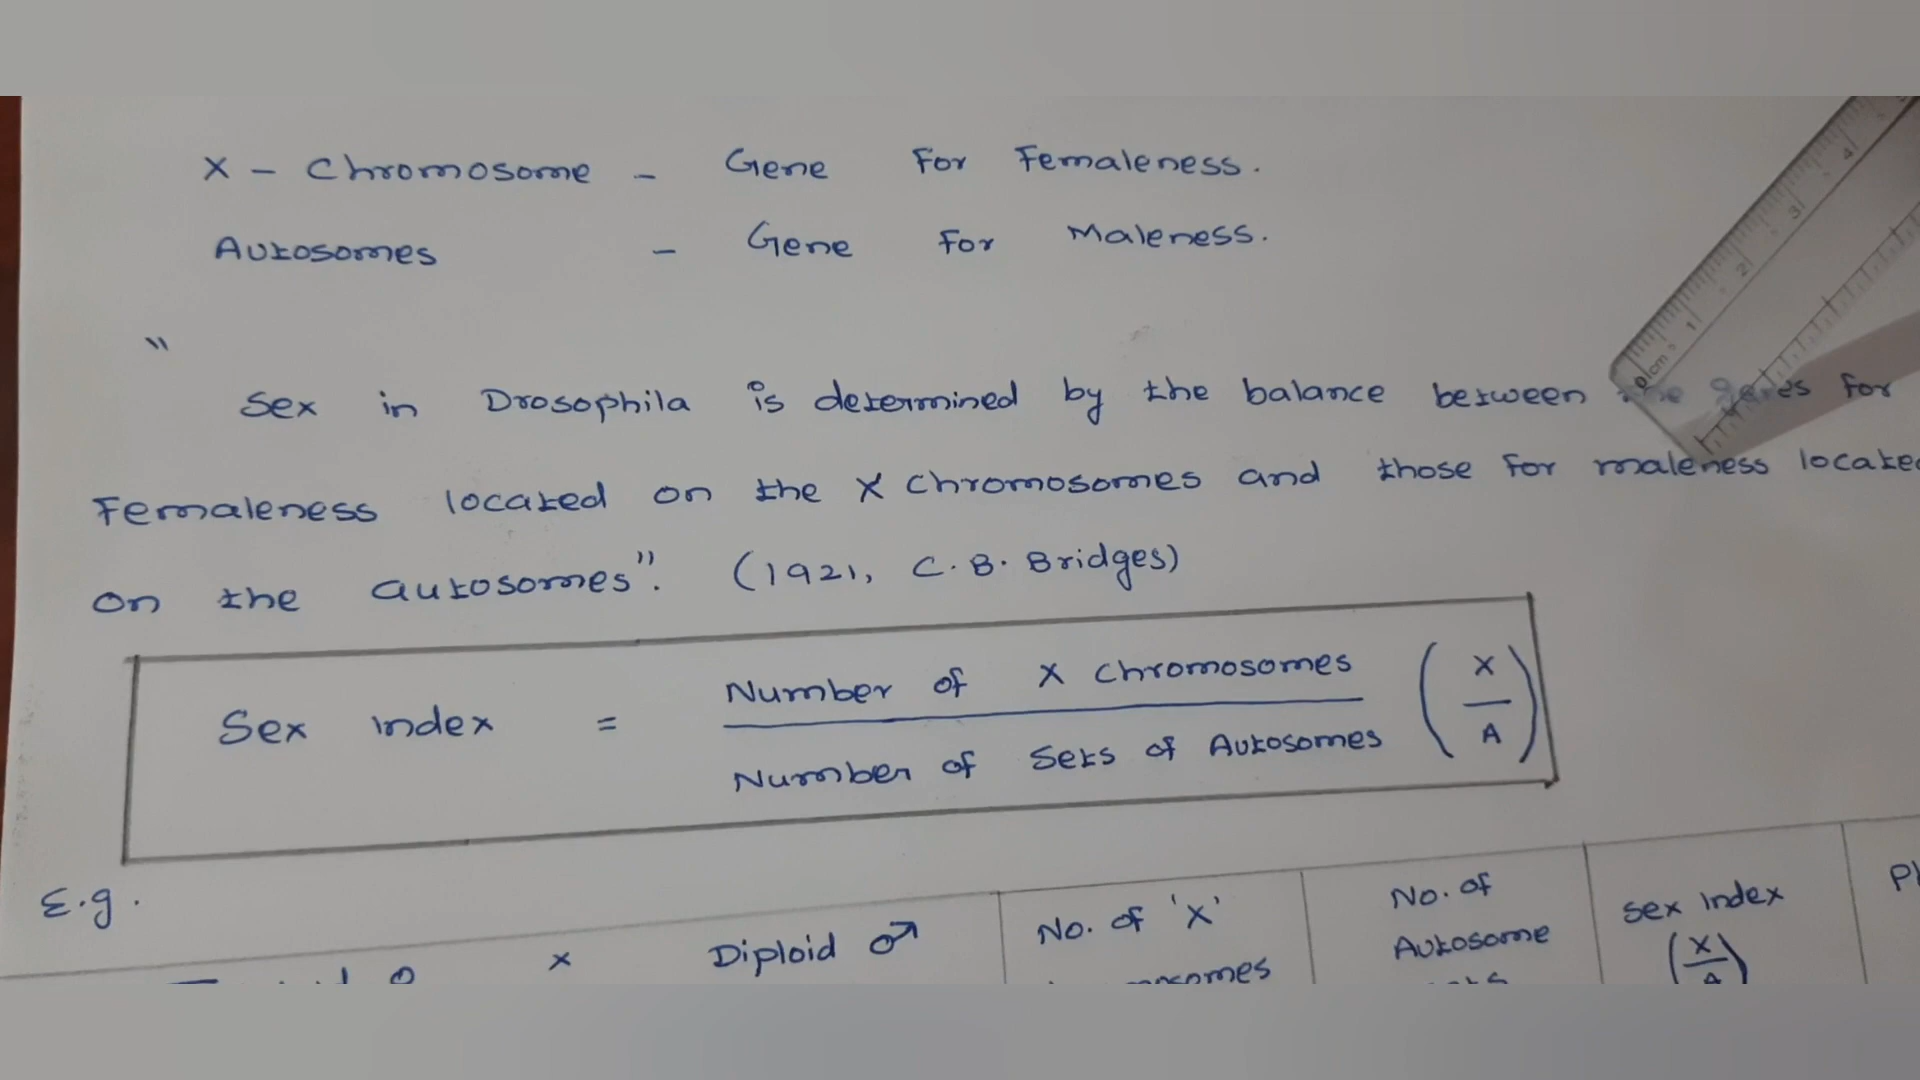 X - Chromosome - Gene For Femaleness.
Autosomes - Gene For Maleness.
"
Sex in Drosophila is determined by the balance between the genes for
Femaleness located on the X chromosomes and those for maleness located
on the autosomes". (1921, C.B. Bridges)
Sex index = Number of X chromosomes / Number of Sets of Autosomes (X/A)
E.g.
x Diploid ♂ No. of 'X' No. of Autosome Sex Index (X/A)